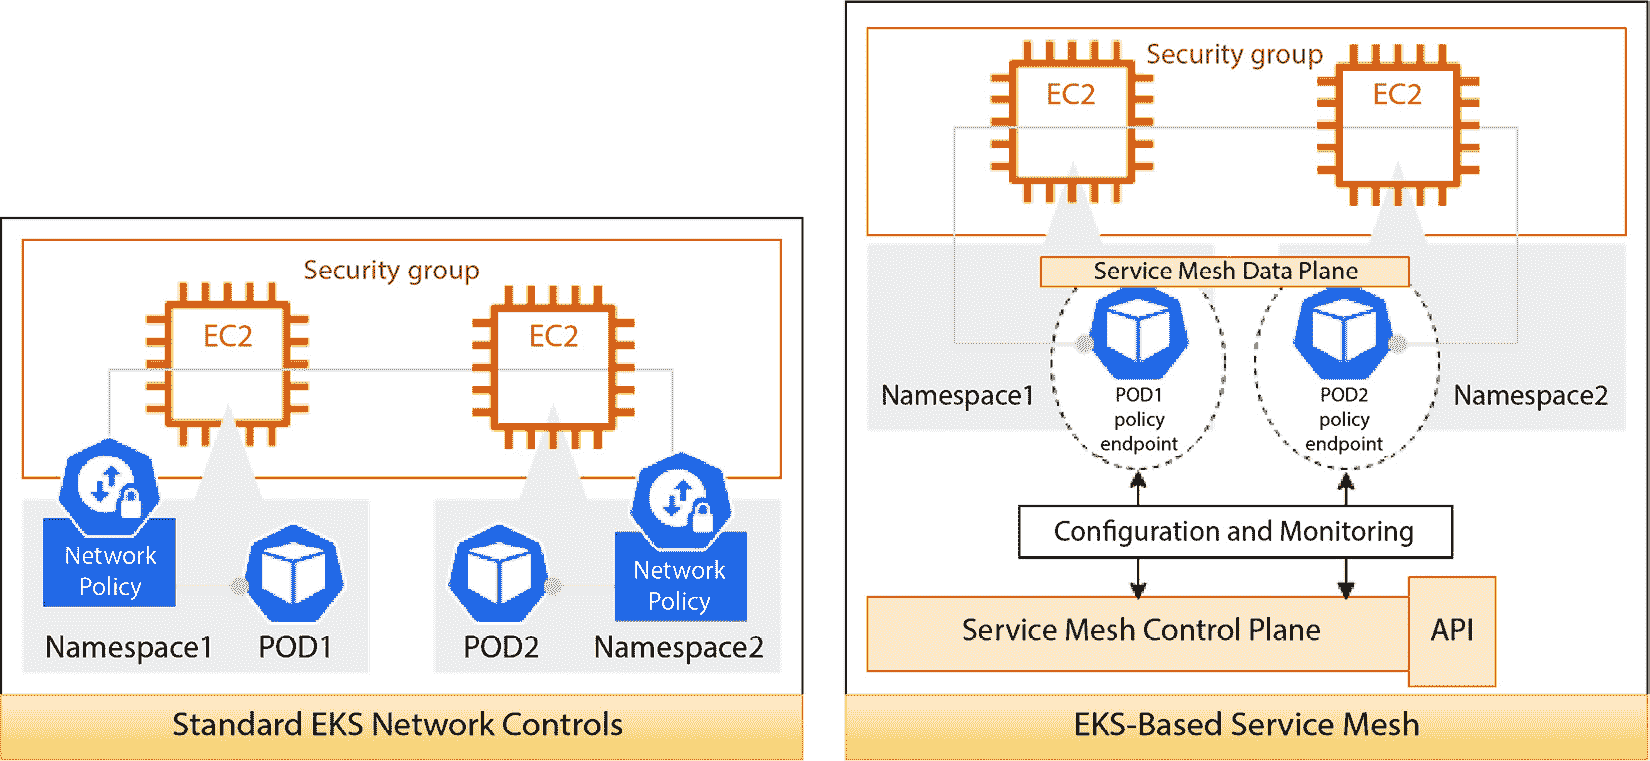 Security group
EC2
EC2
Network
Policy
Network
Policy
Namespace1
POD1
POD2
Namespace2
Standard EKS Network Controls
Security group
EC2
EC2
Service Mesh Data Plane
Namespace1
POD1
policy
endpoint
POD2
policy
endpoint
Namespace2
Configuration and Monitoring
Service Mesh Control Plane
API
EKS-Based Service Mesh